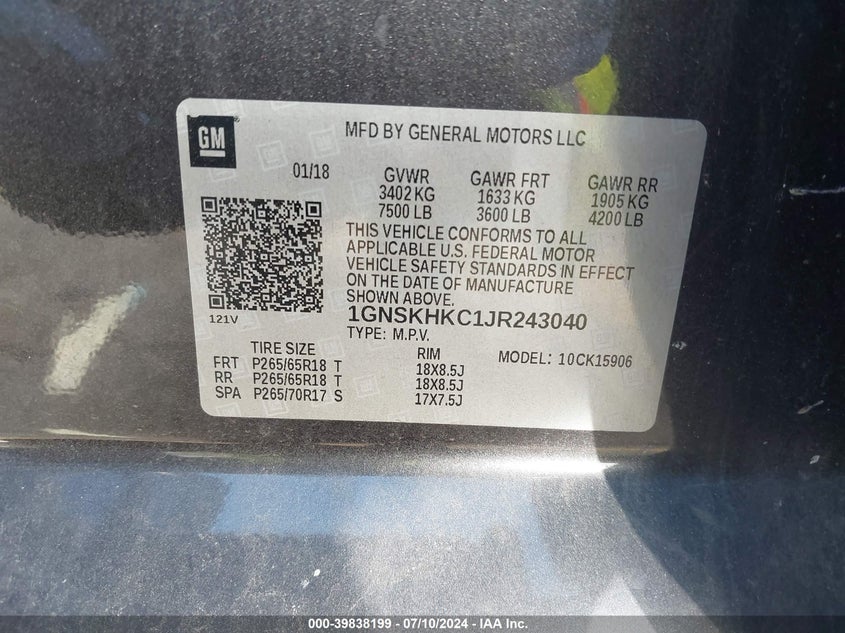 GM
MFD BY GENERAL MOTORS LLC
01/18 GVWR GAWR FRT GAWR RR
3402 KG 1633 KG 1905 KG
7500 LB 3600 LB 4200 LB
THIS VEHICLE CONFORMS TO ALL
APPLICABLE U.S. FEDERAL MOTOR
VEHICLE SAFETY STANDARDS IN EFFECT
ON THE DATE OF MANUFACTURE
SHOWN ABOVE.
121V 1GNSKHKC1JR243040
TYPE: M.P.V.
TIRE SIZE RIM MODEL: 10CK15906
FRT P265/65R18 T 18X8.5J
RR P265/65R18 T 18X8.5J
SPA P265/70R17 S 17X7.5J
000-39838199 / 07/10/2024 - IAA Inc.